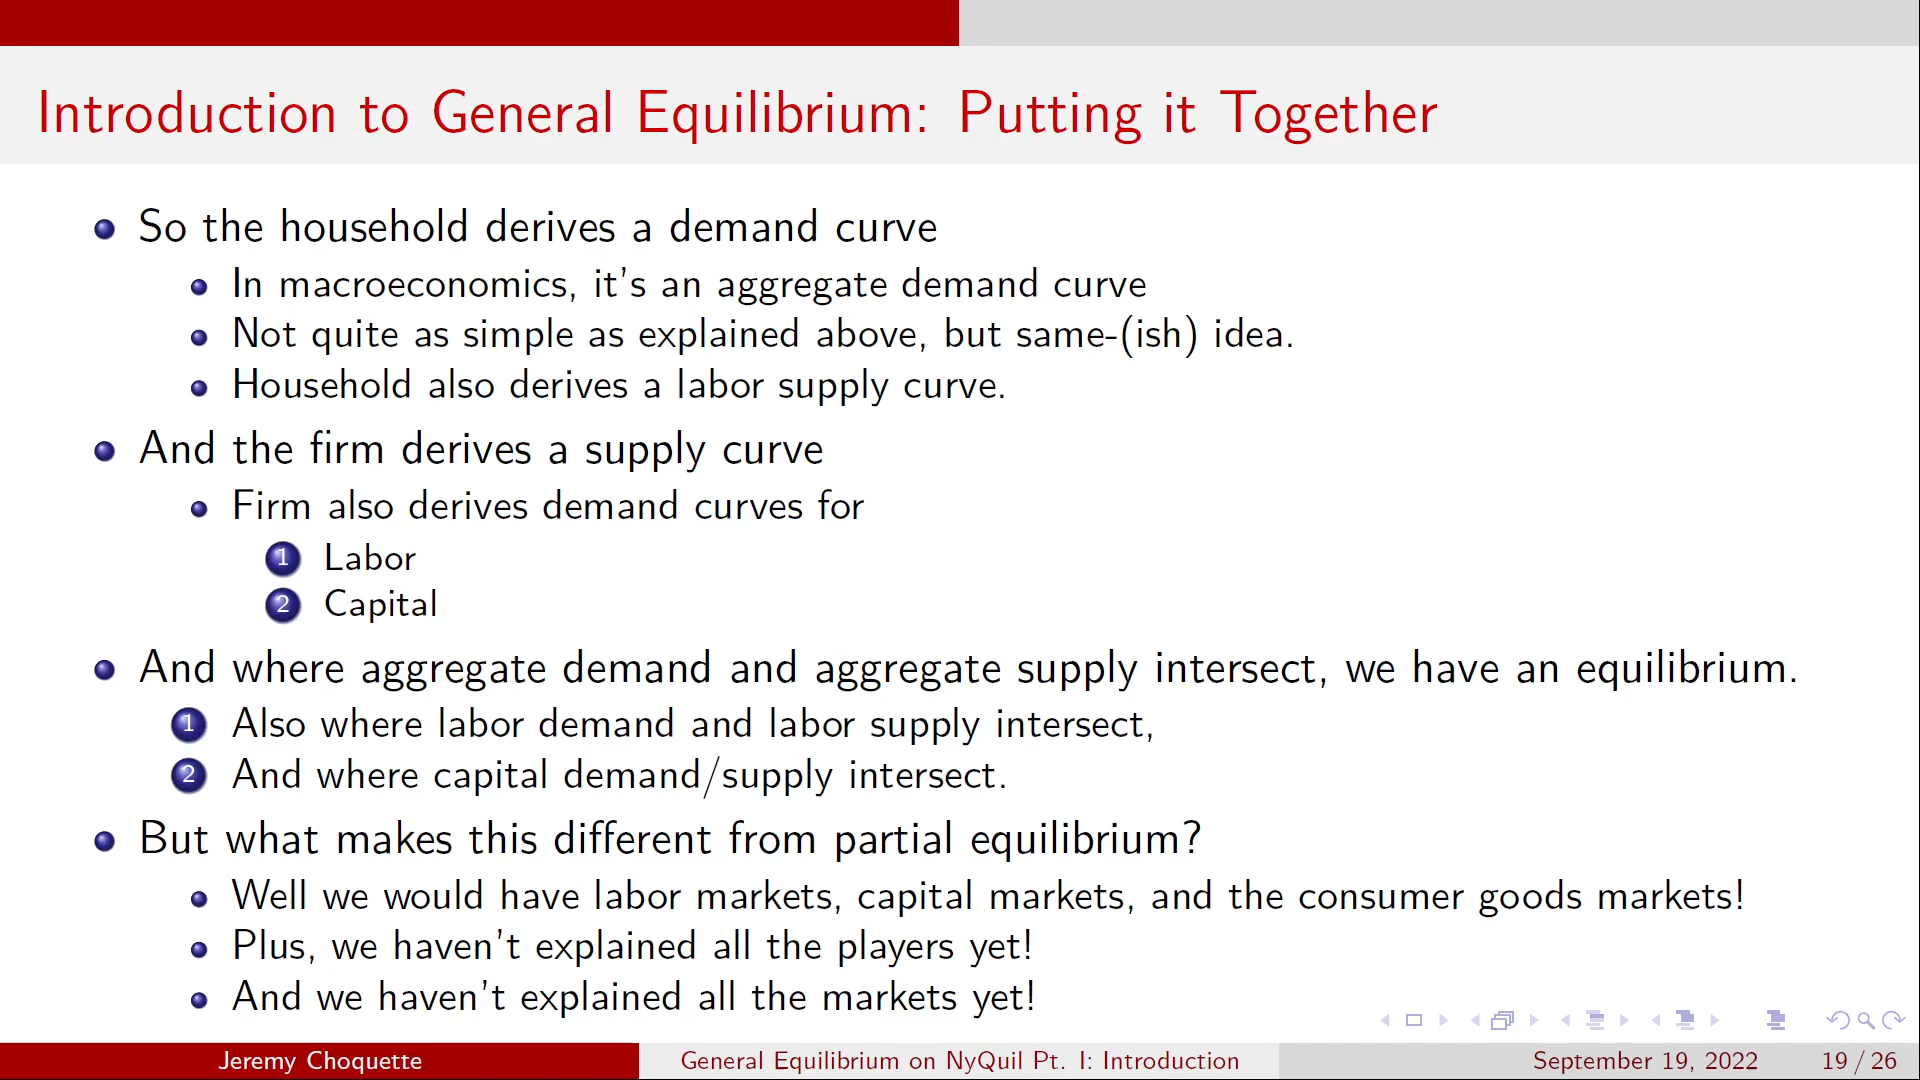 Introduction to General Equilibrium: Putting it Together
So the household derives a demand curve
In macroeconomics, it's an aggregate demand curve
Not quite as simple as explained above, but same-(ish) idea.
Household also derives a labor supply curve.
And the firm derives a supply curve
Firm also derives demand curves for
1 Labor
2 Capital
And where aggregate demand and aggregate supply intersect, we have an equilibrium.
1 Also where labor demand and labor supply intersect,
2 And where capital demand/supply intersect.
But what makes this different from partial equilibrium?
Well we would have labor markets, capital markets, and the consumer goods markets!
Plus, we haven't explained all the players yet!
And we haven't explained all the markets yet!
Jeremy Choquette General Equilibrium on NyQuil Pt. I: Introduction September 19, 2022 19 / 26